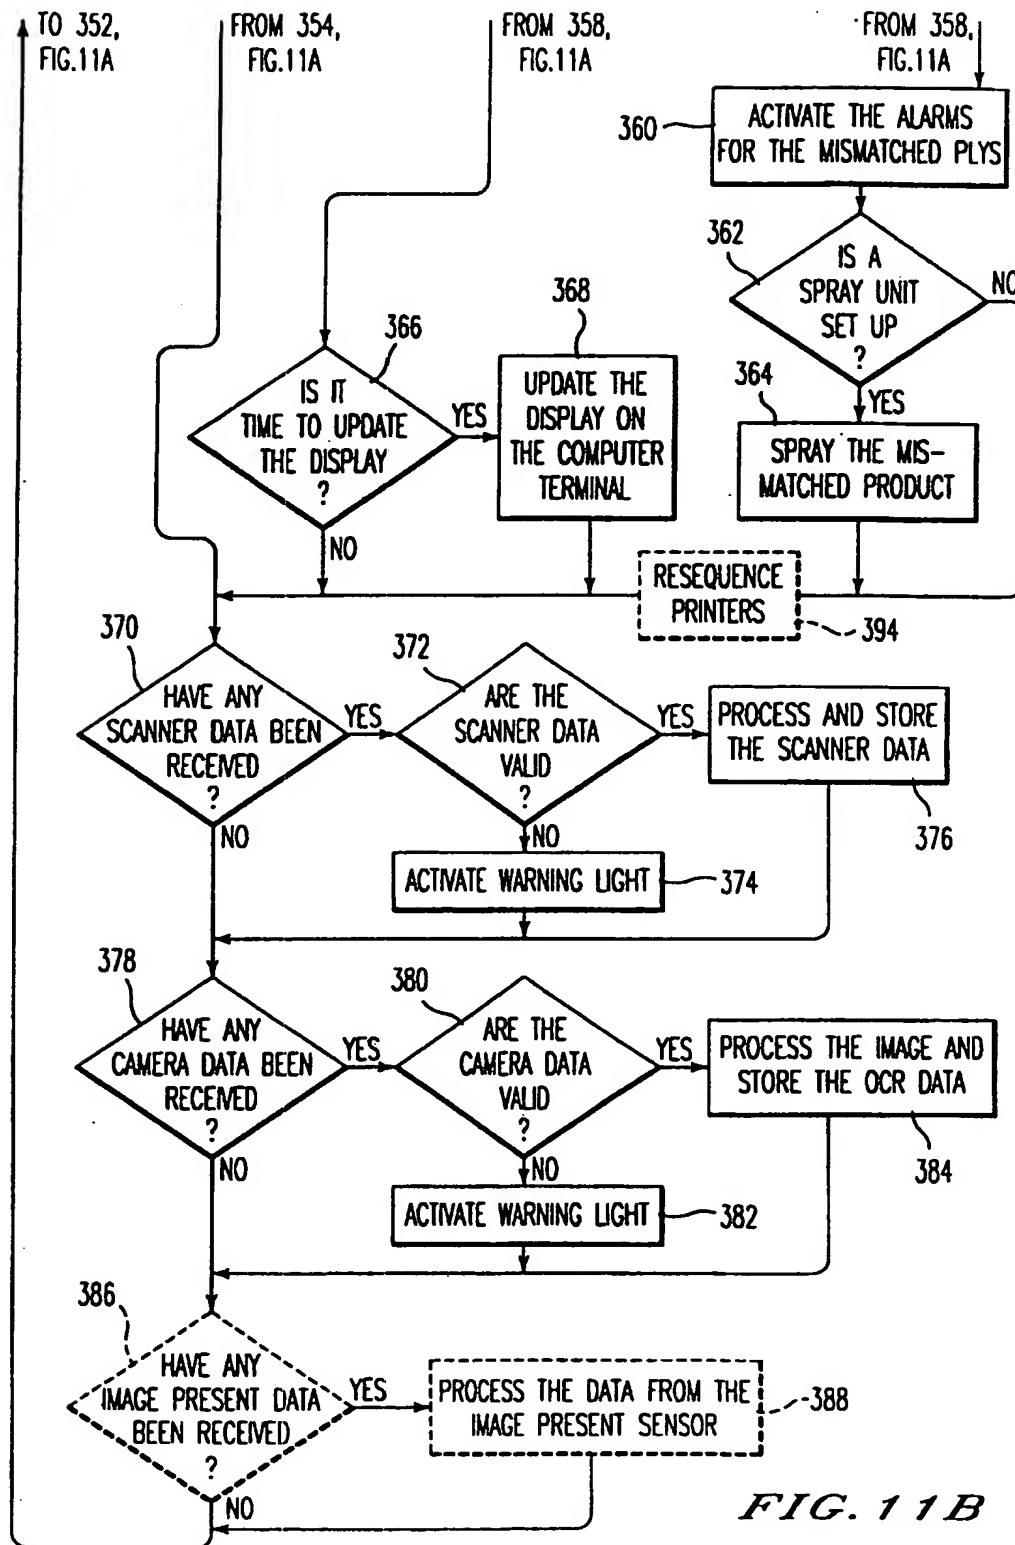 TO 352,
FIG.11A
FROM 354,
FIG.11A
FROM 358,
FIG.11A
FROM 358,
FIG.11A
360
ACTIVATE THE ALARMS
FOR THE MISMATCHED PLYS
362
IS A
SPRAY UNIT
SET UP
?
NO
YES
364
SPRAY THE MIS-
MATCHED PRODUCT
366
IS IT
TIME TO UPDATE
THE DISPLAY
?
YES
NO
368
UPDATE THE
DISPLAY ON
THE COMPUTER
TERMINAL
RESEQUENCE
PRINTERS
394
370
HAVE ANY
SCANNER DATA BEEN
RECEIVED
?
YES
NO
372
ARE THE
SCANNER DATA
VALID
?
YES
NO
PROCESS AND STORE
THE SCANNER DATA
376
ACTIVATE WARNING LIGHT
374
378
HAVE ANY
CAMERA DATA BEEN
RECEIVED
?
YES
NO
380
ARE THE
CAMERA DATA
VALID
?
YES
NO
PROCESS THE IMAGE AND
STORE THE OCR DATA
384
ACTIVATE WARNING LIGHT
382
386
HAVE ANY
IMAGE PRESENT DATA
BEEN RECEIVED
?
YES
NO
PROCESS THE DATA FROM THE
IMAGE PRESENT SENSOR
388
FIG. 11B